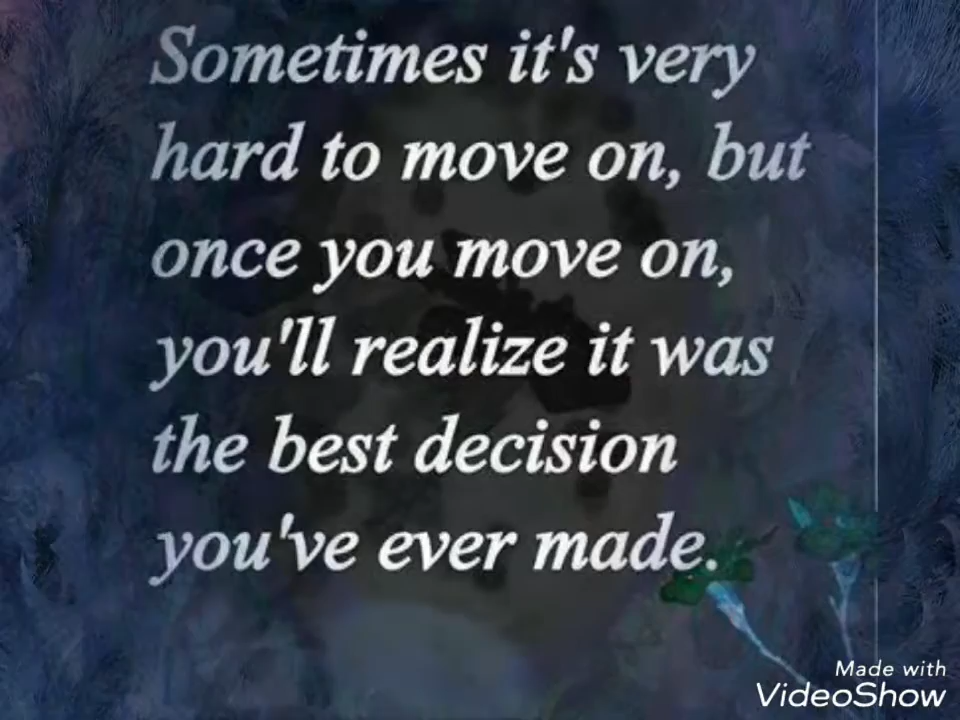 Sometimes it's very
hard to move on, but
once you move on,
you'll realize it was
the best decision
you've ever made.
Made with
VideoShow